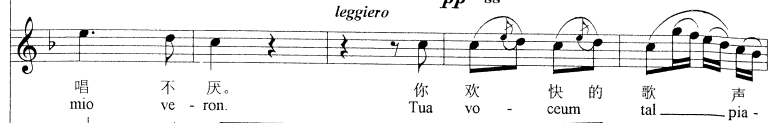 leggiero
pp
唱 不 厌。 你 欢 快 的 歌 声
mio ve - ron. Tua vo - ceum tal pia -